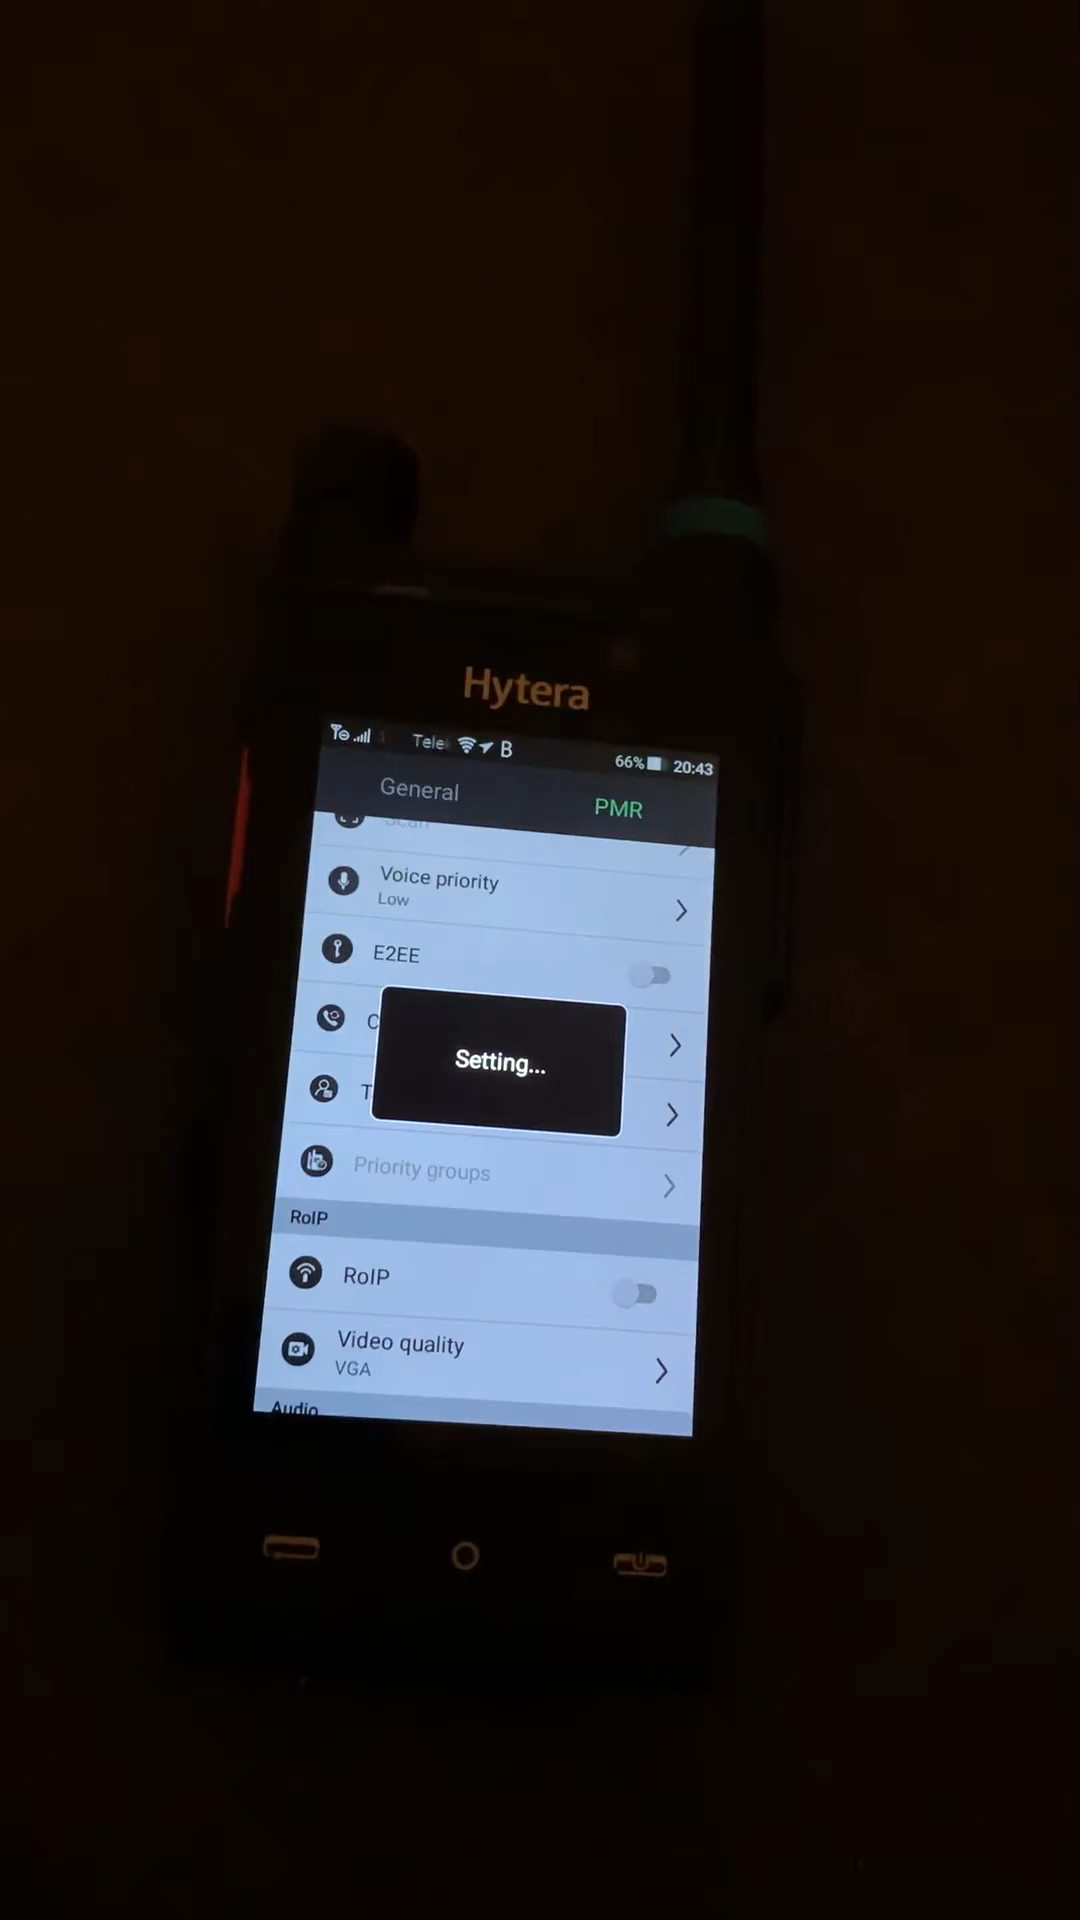 Hytera
Tele B 66% 20:43
General PMR
Scan
Voice priority
Low
E2EE
C
Setting...
T
Priority groups
RoIP
RoIP
Video quality
VGA
Audio